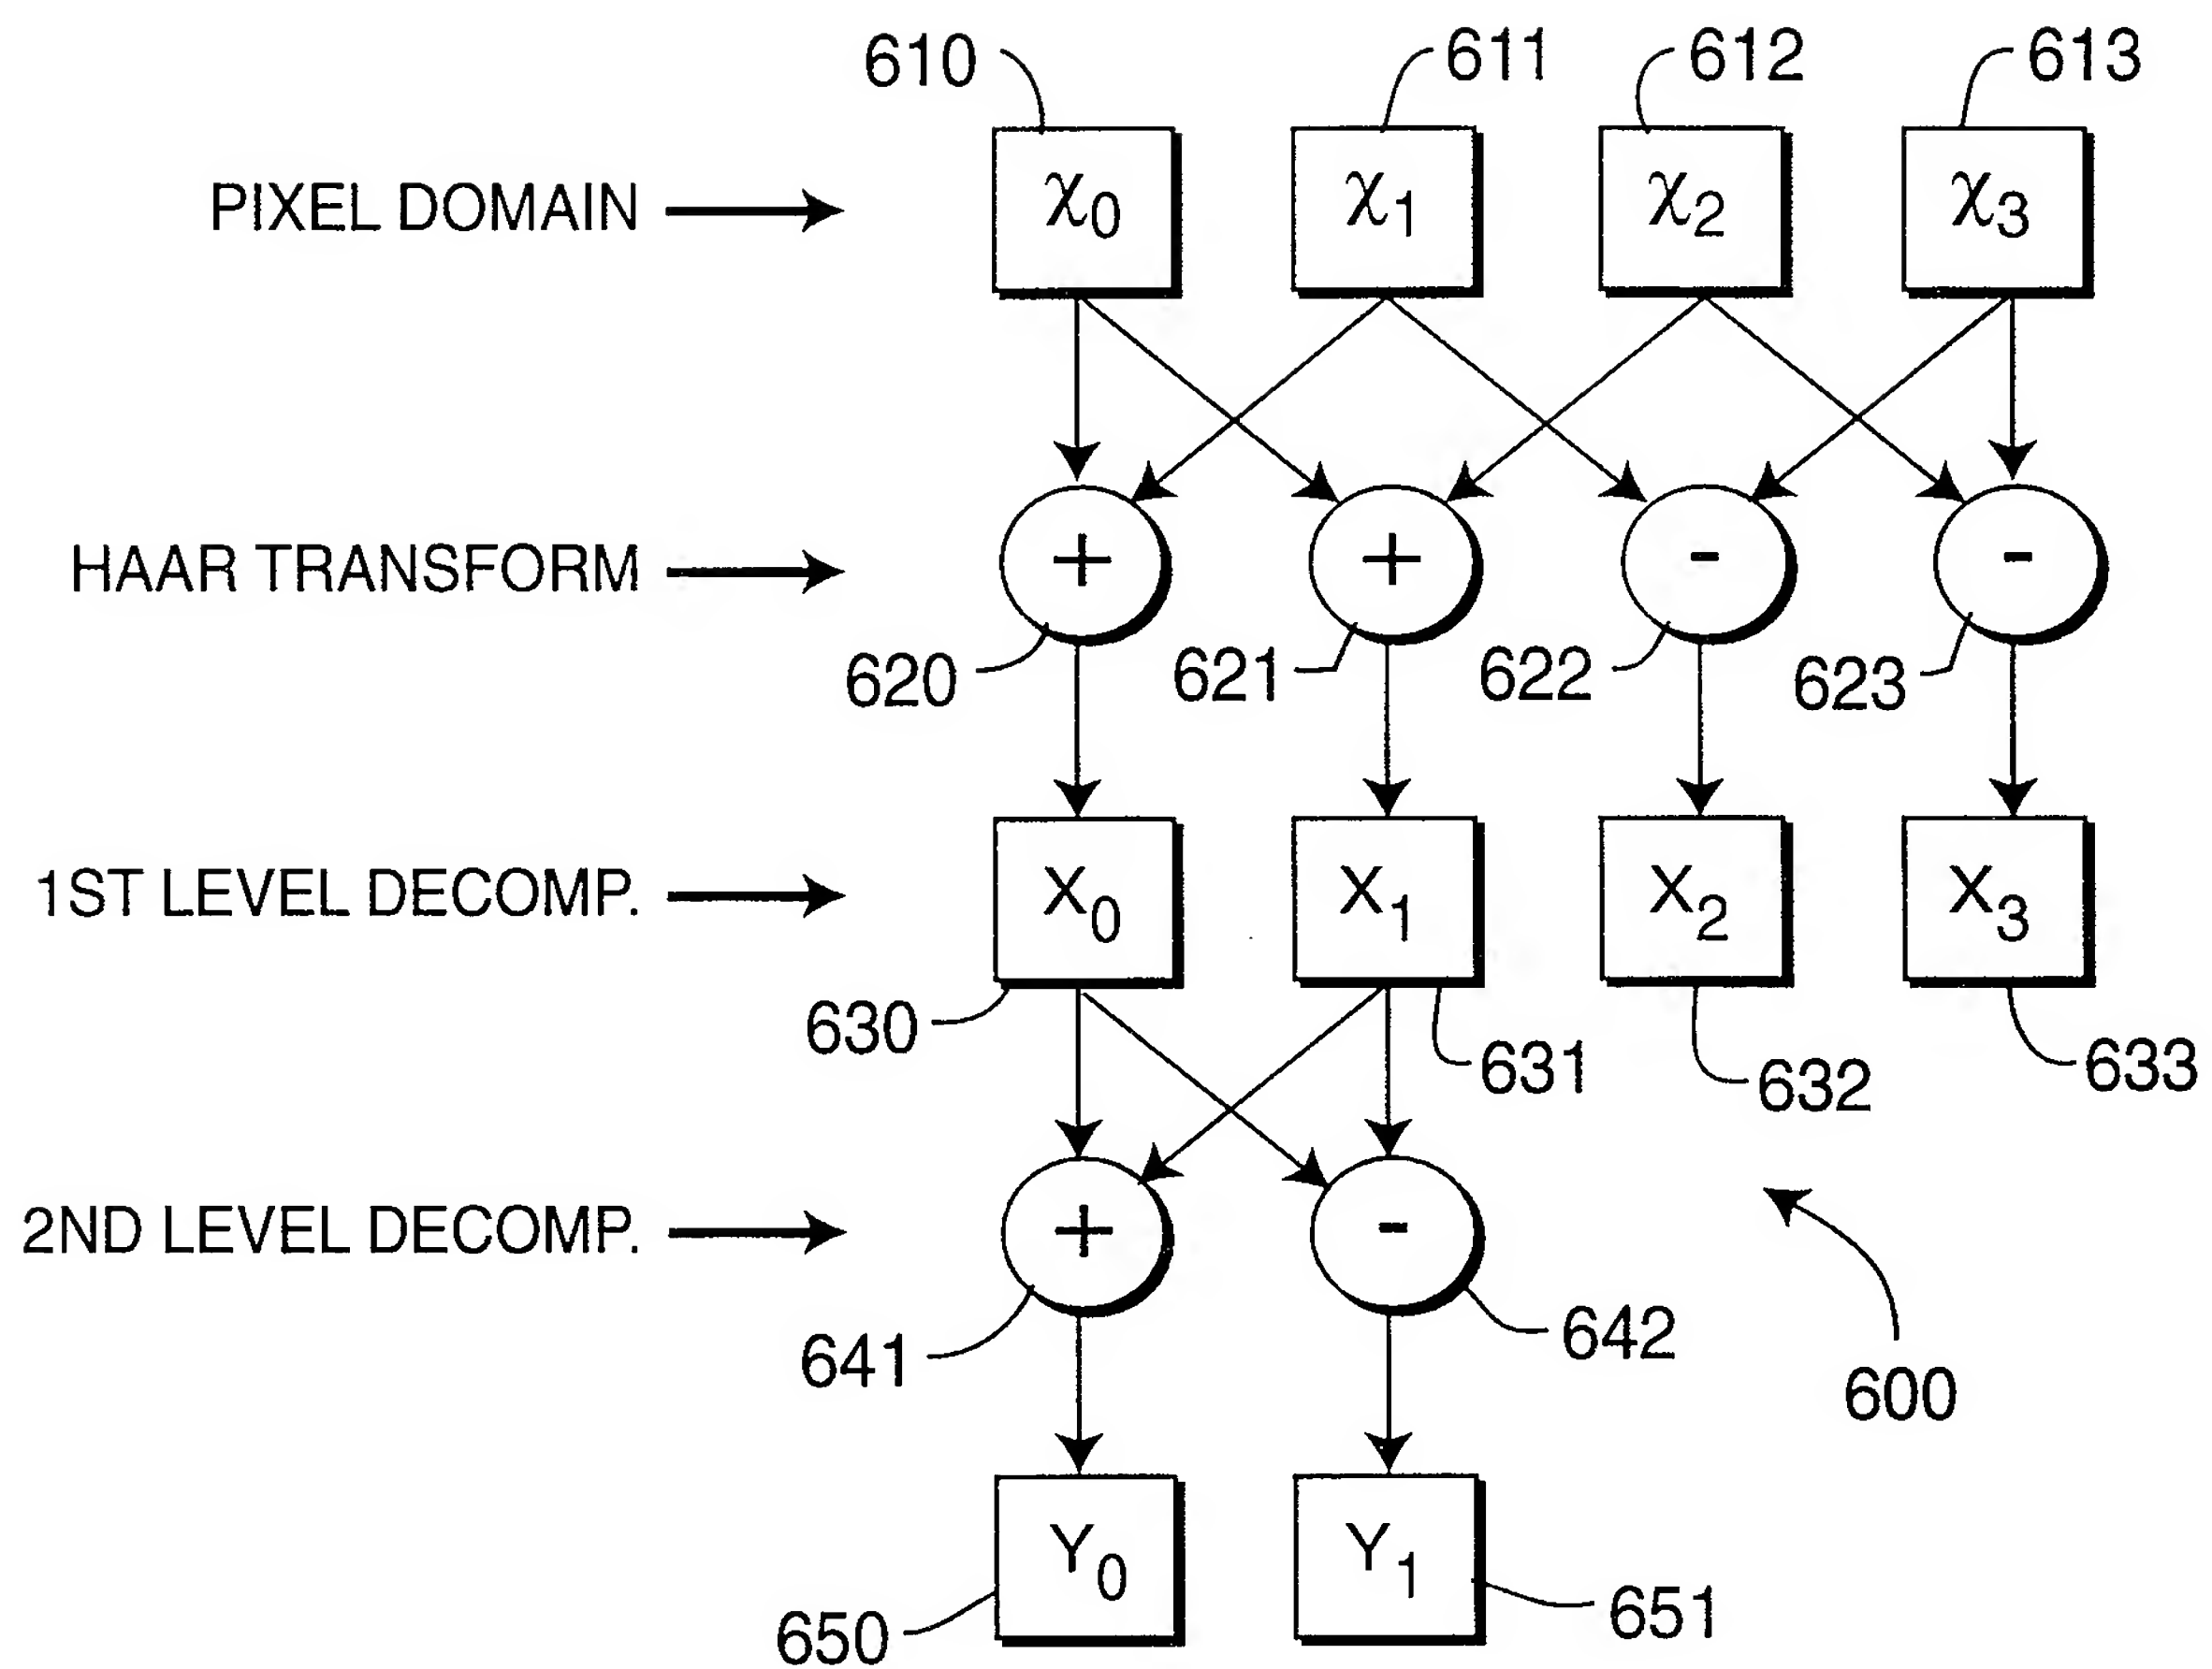 610 611 612 613
PIXEL DOMAIN χ0 χ1 χ2 χ3
HAAR TRANSFORM + + - -
620 621 622 623
1ST LEVEL DECOMP. X0 X1 X2 X3
630 631 632 633
2ND LEVEL DECOMP. + -
641 642
600
Y0 Y1
650 651